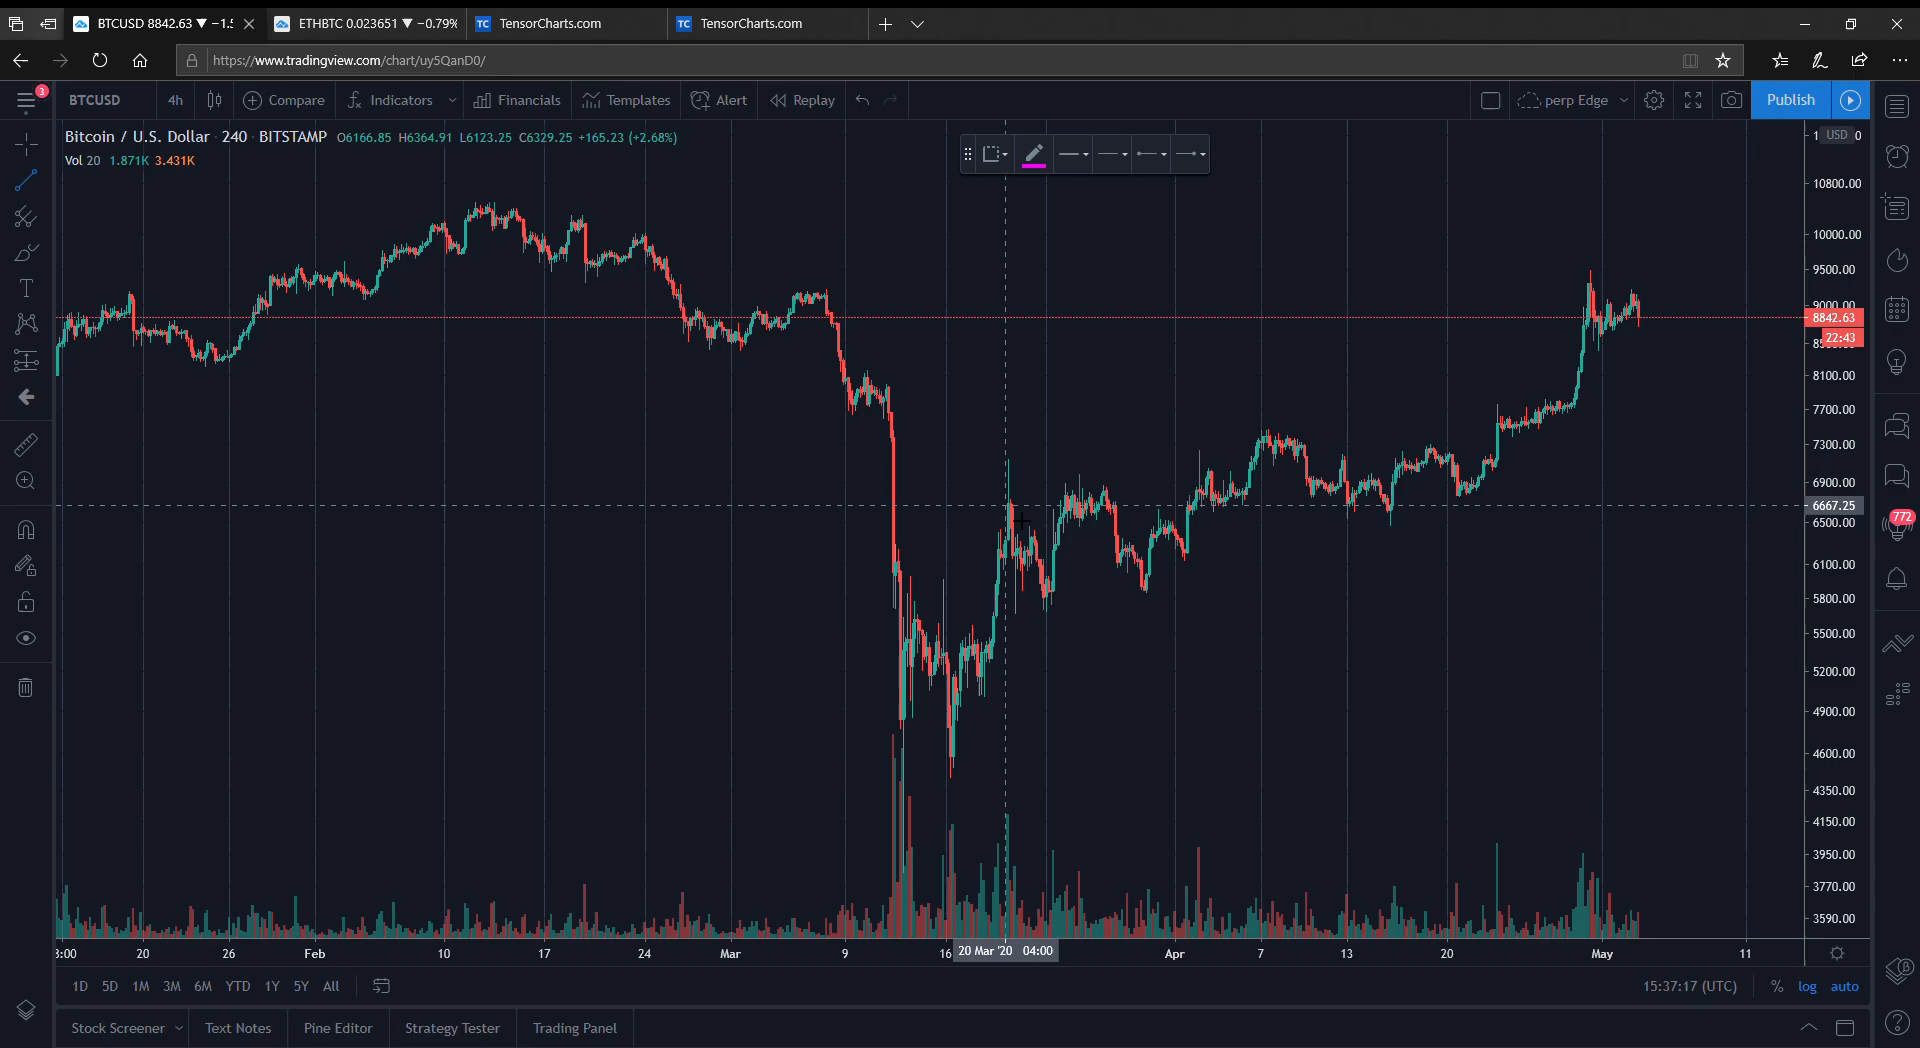 BTCUSD 8842.63 ▼ −1.5
ETHBTC 0.023651 ▼ −0.79%
TC TensorCharts.com
TC TensorCharts.com
https://www.tradingview.com/chart/uy5QanD0/
3
BTCUSD
4h
Compare
Indicators
Financials
Templates
Alert
Replay
perp Edge
Publish
Bitcoin / U.S. Dollar 240 BITSTAMP O6166.85 H6364.91 L6123.25 C6329.25 +165.23 (+2.68%)
Vol 20 1.871K 3.431K
USD
10800.00
10000.00
9500.00
9000.00
8842.63
22:43
8100.00
7700.00
7300.00
6900.00
6667.25
6500.00
6100.00
5800.00
5500.00
5200.00
4900.00
4600.00
4350.00
4150.00
3950.00
3770.00
3590.00
772
3:00 20 26 Feb 10 17 24 Mar 9 16 20 Mar '20 04:00 Apr 7 13 20 May 11
1D 5D 1M 3M 6M YTD 1Y 5Y All
15:37:17 (UTC) % log auto
Stock Screener Text Notes Pine Editor Strategy Tester Trading Panel